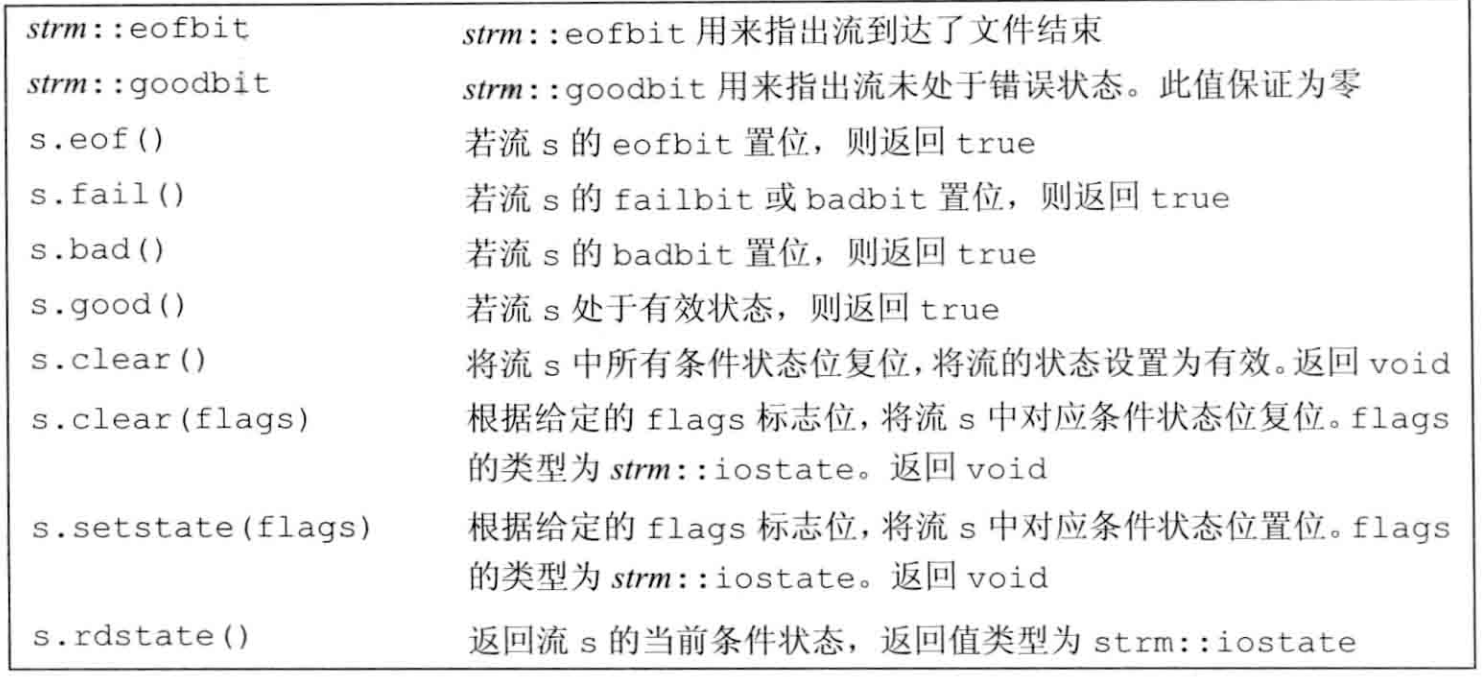 strm::eofbit strm::eofbit 用来指出流到达了文件结束
strm::goodbit strm::goodbit 用来指出流未处于错误状态。此值保证为零
s.eof() 若流 s 的 eofbit 置位，则返回 true
s.fail() 若流 s 的 failbit 或 badbit 置位，则返回 true
s.bad() 若流 s 的 badbit 置位，则返回 true
s.good() 若流 s 处于有效状态，则返回 true
s.clear() 将流 s 中所有条件状态位复位，将流的状态设置为有效。返回 void
s.clear(flags) 根据给定的 flags 标志位，将流 s 中对应条件状态位复位。flags
的类型为 strm::iostate。返回 void
s.setstate(flags) 根据给定的 flags 标志位，将流 s 中对应条件状态位置位。flags
的类型为 strm::iostate。返回 void
s.rdstate() 返回流 s 的当前条件状态，返回值类型为 strm::iostate